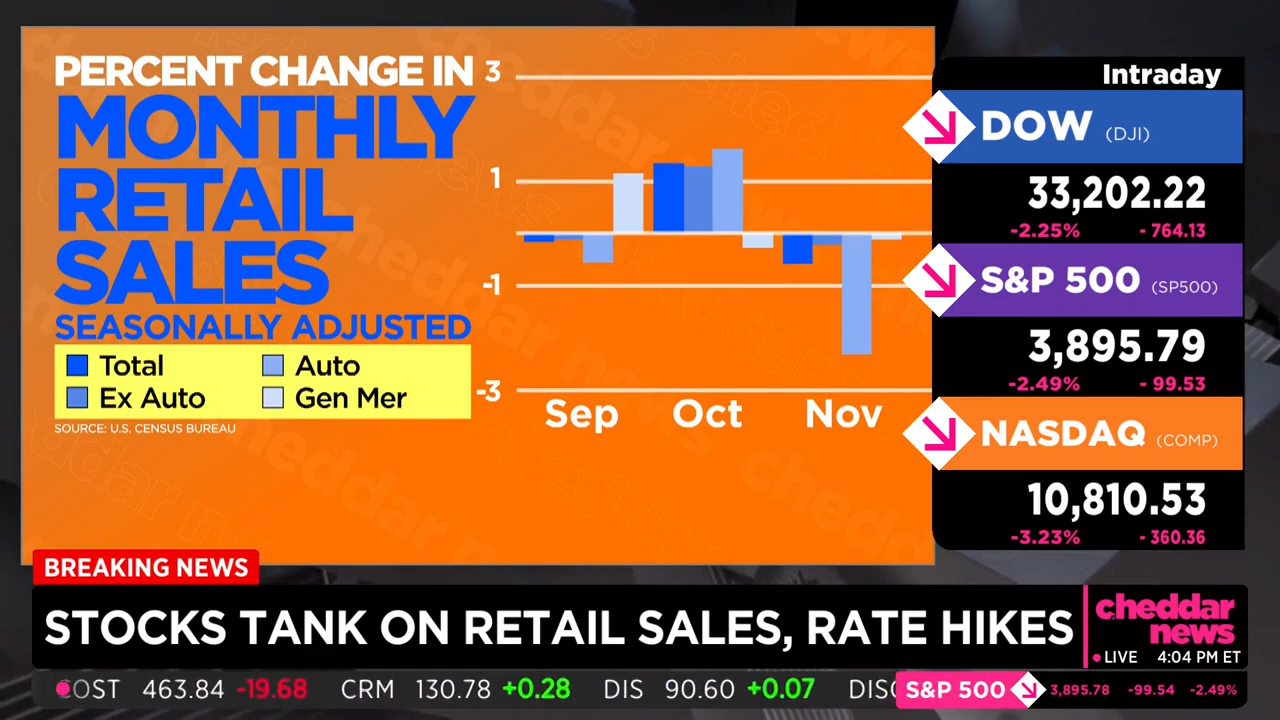 PERCENT CHANGE IN
MONTHLY
RETAIL
SALES
SEASONALLY ADJUSTED
Total
Auto
Ex Auto
Gen Mer
SOURCE: U.S. CENSUS BUREAU
3
1
-1
-3
Sep Oct Nov
Intraday
DOW (DJI)
33,202.22
-2.25% - 764.13
S&P 500 (SP500)
3,895.79
-2.49% - 99.53
NASDAQ (COMP)
10,810.53
-3.23% - 360.36
BREAKING NEWS
STOCKS TANK ON RETAIL SALES, RATE HIKES
cheddar
news
LIVE 4:04 PM ET
OST 463.84 -19.68 CRM 130.78 +0.28 DIS 90.60 +0.07 DISC
S&P 500 3,895.78 -99.54 -2.49%